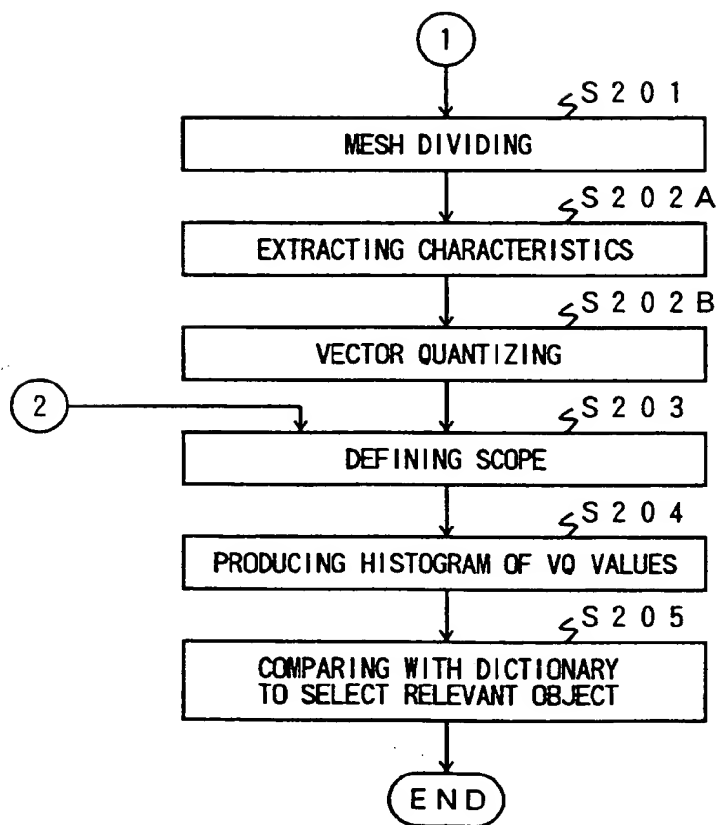 1
S201
MESH DIVIDING
S202A
EXTRACTING CHARACTERISTICS
S202B
VECTOR QUANTIZING
2
S203
DEFINING SCOPE
S204
PRODUCING HISTOGRAM OF VQ VALUES
S205
COMPARING WITH DICTIONARY
TO SELECT RELEVANT OBJECT
END